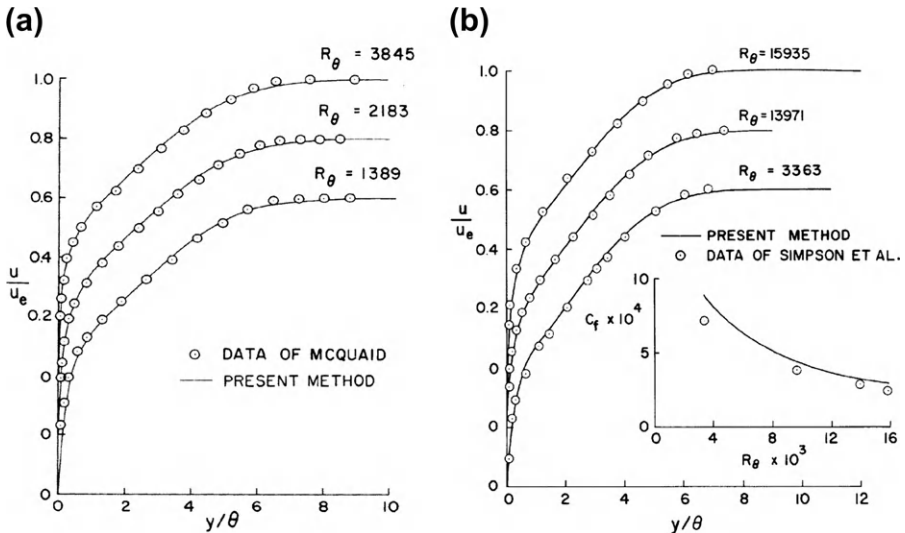 (a)
R_θ = 3845
1.0
R_θ = 2183
0.8
R_θ = 1389
0.6
0.4
u/u_e
0.2
0
0
0
0 2 4 6 8 10
y/θ
⊙ DATA OF MCQUAID
— PRESENT METHOD
(b)
R_θ = 15935
1.0
R_θ = 13971
0.8
R_θ = 3363
0.6
0.4
u/u_e
0.2
0
0
0
0 2 4 6 8 10 12
y/θ
— PRESENT METHOD
⊙ DATA OF SIMPSON ET AL.
10
C_f x 10^4
5
0
0 4 8 12 16
R_θ x 10^3